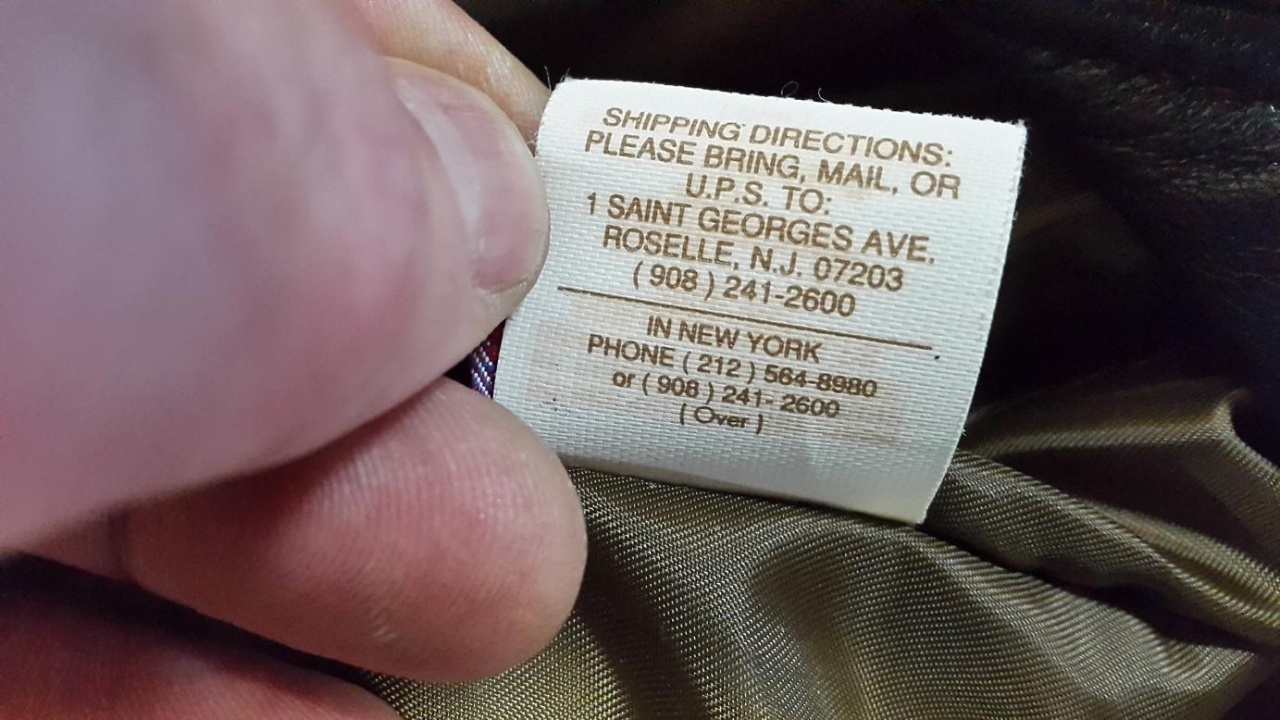 SHIPPING DIRECTIONS:
PLEASE BRING, MAIL, OR
U.P.S. TO:
1 SAINT GEORGES AVE.
ROSELLE, N.J. 07203
( 908 ) 241-2600
IN NEW YORK
PHONE ( 212 ) 564-8980
or ( 908 ) 241- 2600
( Over )